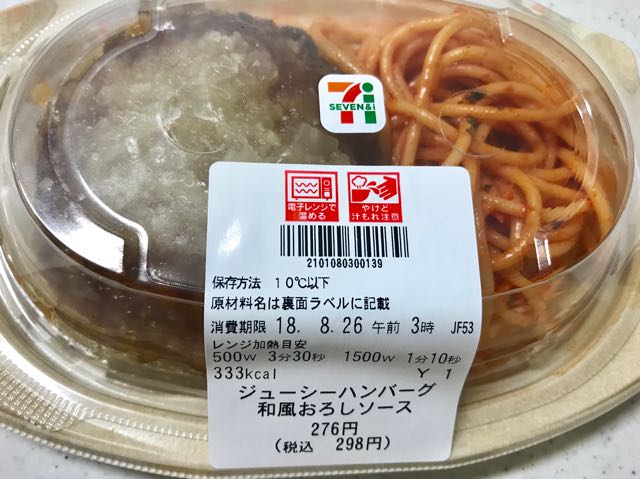 SEVEN&i
電子レンジで
温める
やけど
汁もれ注意
2101080300139
保存方法 10℃以下
原材料名は裏面ラベルに記載
消費期限 18. 8.26 午前 3時 JF53
レンジ加熱目安
500W 3分30秒 1500W 1分10秒
333kcal Y 1
ジューシーハンバーグ
和風おろしソース
276円
(税込 298円)